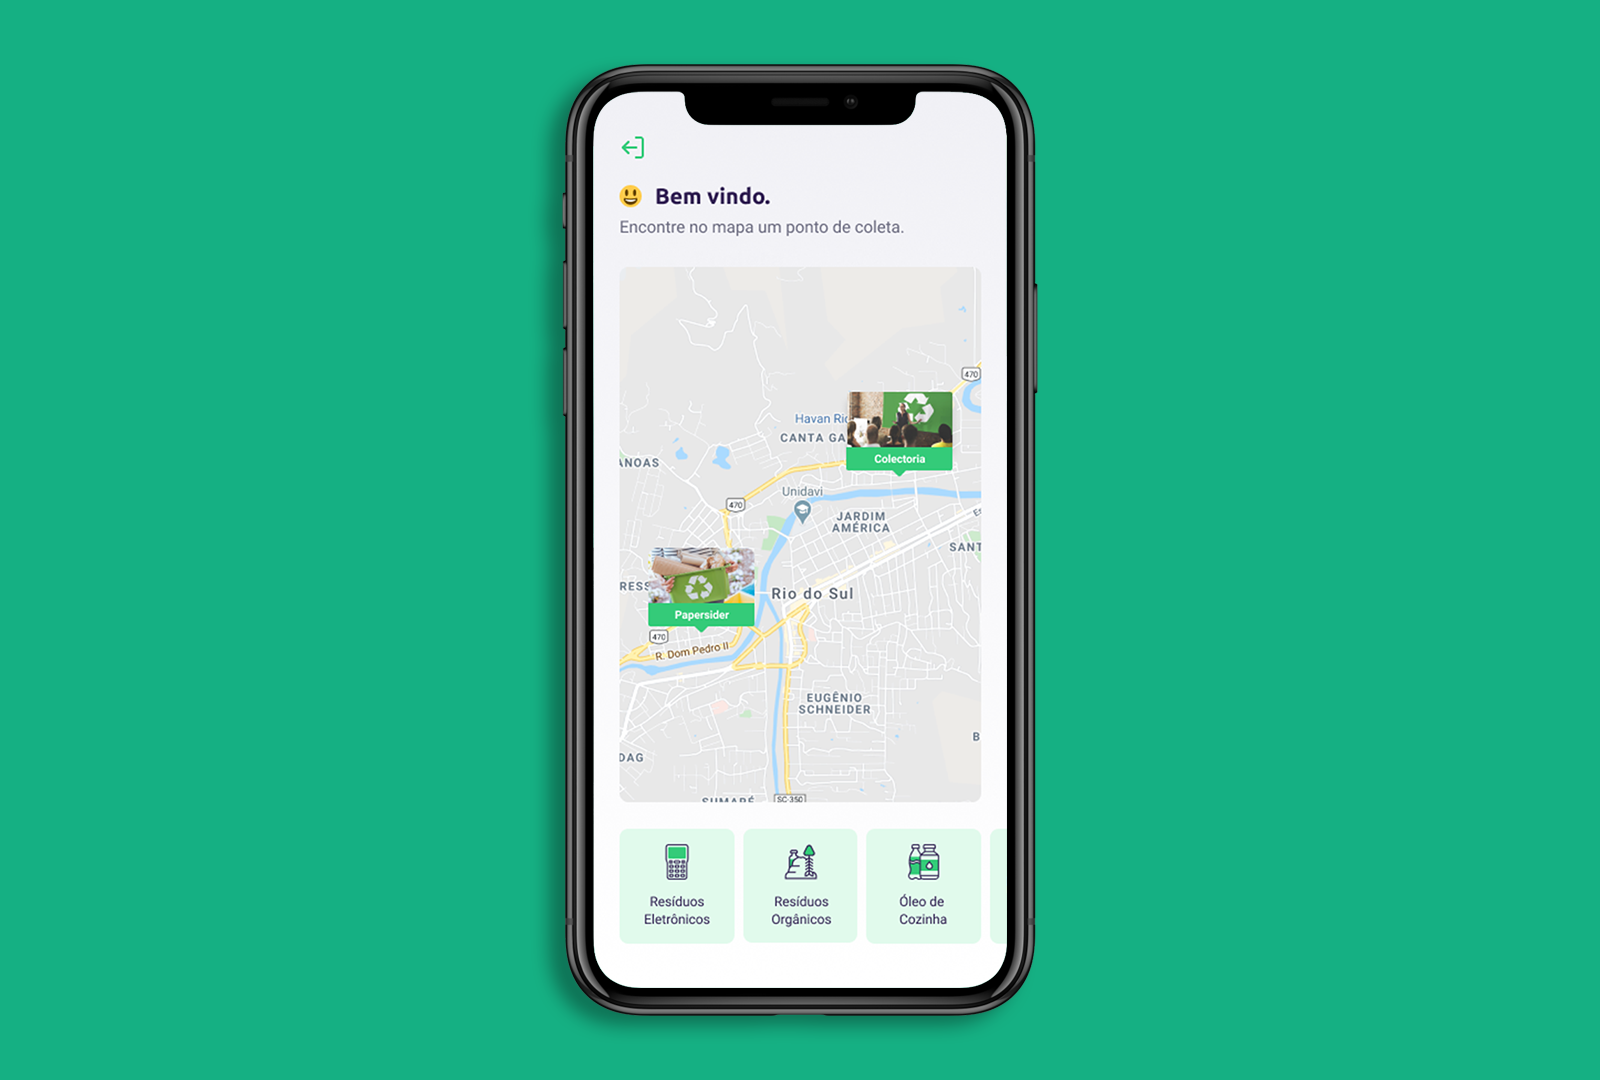 Bem vindo.
Encontre no mapa um ponto de coleta.
470
Havan Rio
CANTA GA
Colectoria
ANOAS
Unidavi
470
JARDIM
AMÉRICA
Es
SANT
RESS
Rio do Sul
Papersider
470
R. Dom Pedro II
EUGÊNIO
SCHNEIDER
B
DAG
SUMARÉ
SC-350
Resíduos
Eletrônicos
Resíduos
Orgânicos
Óleo de
Cozinha